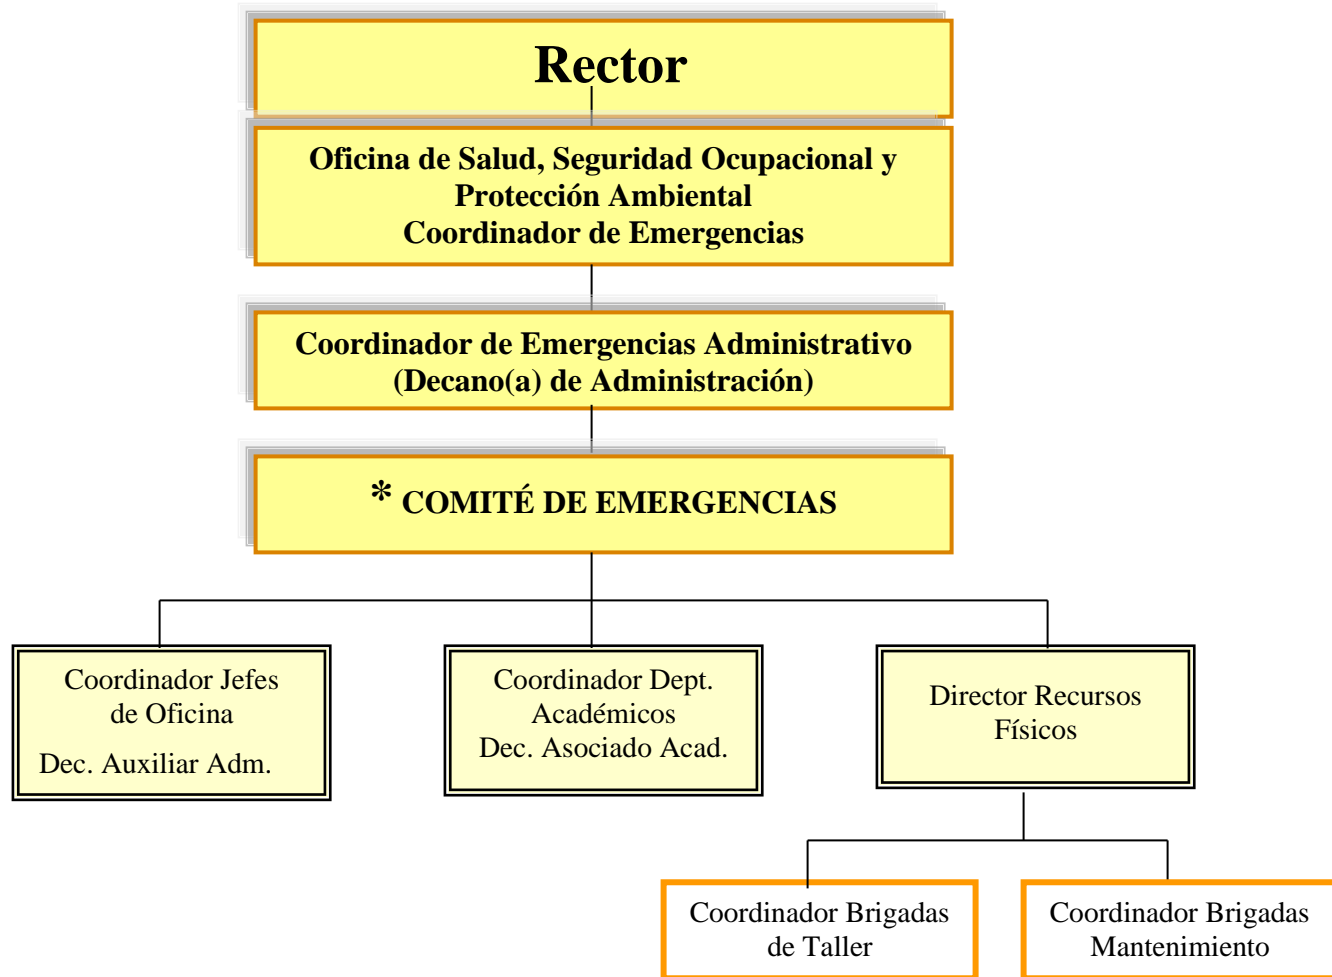 Rector
Oficina de Salud, Seguridad Ocupacional y
Protección Ambiental
Coordinador de Emergencias
Coordinador de Emergencias Administrativo
(Decano(a) de Administración)
* COMITÉ DE EMERGENCIAS
Coordinador Jefes
de Oficina
Dec. Auxiliar Adm.
Coordinador Dept.
Académicos
Dec. Asociado Acad.
Director Recursos
Físicos
Coordinador Brigadas
de Taller
Coordinador Brigadas
Mantenimiento